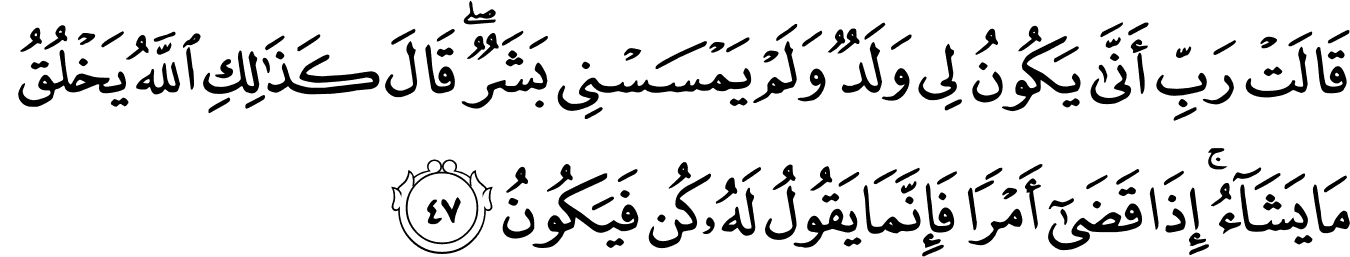 قَالَتْ رَبِّ أَنَّىٰ يَكُونُ لِى وَلَدٌ وَلَمْ يَمْسَسْنِى بَشَرٌ ۖ قَالَ كَذَٰلِكِ ٱللَّهُ يَخْلُقُ
مَا يَشَآءُ ۚ إِذَا قَضَىٰٓ أَمْرًا فَإِنَّمَا يَقُولُ لَهُۥ كُن فَيَكُونُ ٤٧